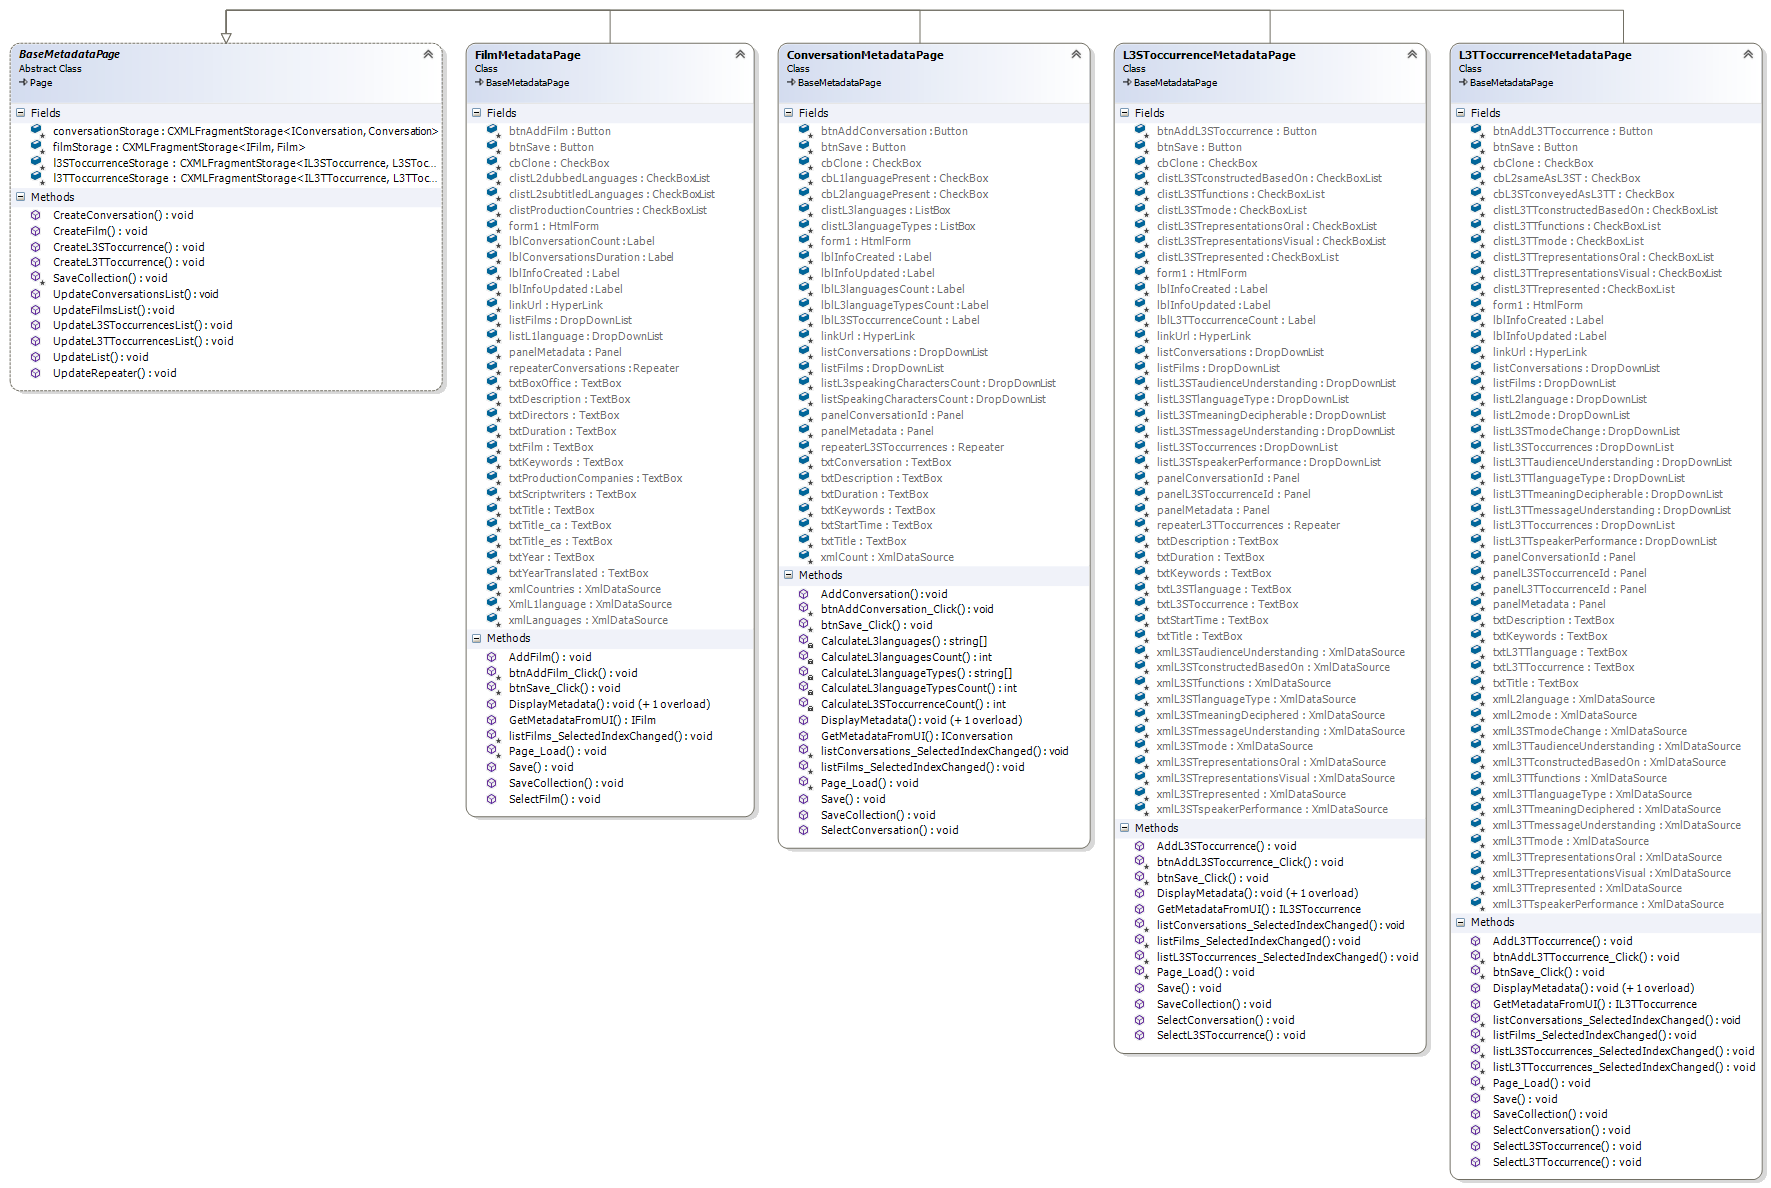 BaseMetadataPage
Abstract Class
Page
Fields
conversationStorage : CXMLFragmentStorage<IConversation, Conversation>
filmStorage : CXMLFragmentStorage<IFilm, Film>
l3SToccurrenceStorage : CXMLFragmentStorage<IL3SToccurrence, L3SToc...
l3TToccurrenceStorage : CXMLFragmentStorage<IL3TToccurrence, L3TToc...
Methods
CreateConversation() : void
CreateFilm() : void
CreateL3SToccurrence() : void
CreateL3TToccurrence() : void
SaveCollection() : void
UpdateConversationsList() : void
UpdateFilmsList() : void
UpdateL3SToccurrencesList() : void
UpdateL3TToccurrencesList() : void
UpdateList() : void
UpdateRepeater() : void
FilmMetadataPage
Class
BaseMetadataPage
Fields
btnAddFilm : Button
btnSave : Button
cbClone : CheckBox
clistL2dubbedLanguages : CheckBoxList
clistL2subtitledLanguages : CheckBoxList
clistProductionCountries : CheckBoxList
form1 : HtmlForm
lblConversationCount : Label
lblConversationsDuration : Label
lblInfoCreated : Label
lblInfoUpdated : Label
linkUrl : HyperLink
listFilms : DropDownList
listL1language : DropDownList
panelMetadata : Panel
repeaterConversations : Repeater
txtBoxOffice : TextBox
txtDescription : TextBox
txtDirectors : TextBox
txtDuration : TextBox
txtFilm : TextBox
txtKeywords : TextBox
txtProductionCompanies : TextBox
txtScriptwriters : TextBox
txtTitle : TextBox
txtTitle_ca : TextBox
txtTitle_es : TextBox
txtYear : TextBox
txtYearTranslated : TextBox
xmlCountries : XmlDataSource
XmlL1language : XmlDataSource
xmlLanguages : XmlDataSource
Methods
AddFilm() : void
btnAddFilm_Click() : void
btnSave_Click() : void
DisplayMetadata() : void (+ 1 overload)
GetMetadataFromUI() : IFilm
listFilms_SelectedIndexChanged() : void
Page_Load() : void
Save() : void
SaveCollection() : void
SelectFilm() : void
ConversationMetadataPage
Class
BaseMetadataPage
Fields
btnAddConversation : Button
btnSave : Button
cbClone : CheckBox
cbL1languagePresent : CheckBox
cbL2languagePresent : CheckBox
clistL3languages : ListBox
clistL3languageTypes : ListBox
form1 : HtmlForm
lblInfoCreated : Label
lblInfoUpdated : Label
lblL3languagesCount : Label
lblL3languageTypesCount : Label
lblL3SToccurrenceCount : Label
linkUrl : HyperLink
listConversations : DropDownList
listFilms : DropDownList
listL3speakingCharactersCount : DropDownList
listSpeakingCharactersCount : DropDownList
panelConversationId : Panel
panelMetadata : Panel
repeaterL3SToccurrences : Repeater
txtConversation : TextBox
txtDescription : TextBox
txtDuration : TextBox
txtKeywords : TextBox
txtStartTime : TextBox
txtTitle : TextBox
xmlCount : XmlDataSource
Methods
AddConversation() : void
btnAddConversation_Click() : void
btnSave_Click() : void
CalculateL3languages() : string[]
CalculateL3languagesCount() : int
CalculateL3languageTypes() : string[]
CalculateL3languageTypesCount() : int
CalculateL3SToccurrenceCount() : int
DisplayMetadata() : void (+ 1 overload)
GetMetadataFromUI() : IConversation
listConversations_SelectedIndexChanged() : void
listFilms_SelectedIndexChanged() : void
Page_Load() : void
Save() : void
SaveCollection() : void
SelectConversation() : void
L3SToccurrenceMetadataPage
Class
BaseMetadataPage
Fields
btnAddL3SToccurrence : Button
btnSave : Button
cbClone : CheckBox
clistL3STconstructedBasedOn : CheckBoxList
clistL3STfunctions : CheckBoxList
clistL3STmode : CheckBoxList
clistL3STrepresentationsOral : CheckBoxList
clistL3STrepresentationsVisual : CheckBoxList
clistL3STrepresented : CheckBoxList
form1 : HtmlForm
lblInfoCreated : Label
lblInfoUpdated : Label
lblL3TToccurrenceCount : Label
linkUrl : HyperLink
listConversations : DropDownList
listFilms : DropDownList
listL3STaudienceUnderstanding : DropDownList
listL3STlanguageType : DropDownList
listL3STmeaningDecipherable : DropDownList
listL3STmessageUnderstanding : DropDownList
listL3SToccurrences : DropDownList
listL3STspeakerPerformance : DropDownList
panelConversationId : Panel
panelL3SToccurrenceId : Panel
panelMetadata : Panel
repeaterL3TToccurrences : Repeater
txtDescription : TextBox
txtDuration : TextBox
txtKeywords : TextBox
txtL3STlanguage : TextBox
txtL3SToccurrence : TextBox
txtStartTime : TextBox
txtTitle : TextBox
xmlL3STaudienceUnderstanding : XmlDataSource
xmlL3STconstructedBasedOn : XmlDataSource
xmlL3STfunctions : XmlDataSource
xmlL3STlanguageType : XmlDataSource
xmlL3STmeaningDeciphered : XmlDataSource
xmlL3STmessageUnderstanding : XmlDataSource
xmlL3STmode : XmlDataSource
xmlL3STrepresentationsOral : XmlDataSource
xmlL3STrepresentationsVisual : XmlDataSource
xmlL3STrepresented : XmlDataSource
xmlL3STspeakerPerformance : XmlDataSource
Methods
AddL3SToccurrence() : void
btnAddL3SToccurrence_Click() : void
btnSave_Click() : void
DisplayMetadata() : void (+ 1 overload)
GetMetadataFromUI() : IL3SToccurrence
listConversations_SelectedIndexChanged() : void
listFilms_SelectedIndexChanged() : void
listL3SToccurrences_SelectedIndexChanged() : void
Page_Load() : void
Save() : void
SaveCollection() : void
SelectConversation() : void
SelectL3SToccurrence() : void
L3TToccurrenceMetadataPage
Class
BaseMetadataPage
Fields
btnAddL3TToccurrence : Button
btnSave : Button
cbClone : CheckBox
cbL2sameAsL3ST : CheckBox
cbL3STconveyedAsL3TT : CheckBox
clistL3TTconstructedBasedOn : CheckBoxList
clistL3TTfunctions : CheckBoxList
clistL3TTmode : CheckBoxList
clistL3TTrepresentationsOral : CheckBoxList
clistL3TTrepresentationsVisual : CheckBoxList
clistL3TTrepresented : CheckBoxList
form1 : HtmlForm
lblInfoCreated : Label
lblInfoUpdated : Label
linkUrl : HyperLink
listConversations : DropDownList
listFilms : DropDownList
listL2language : DropDownList
listL2mode : DropDownList
listL3STmodeChange : DropDownList
listL3SToccurrences : DropDownList
listL3TTaudienceUnderstanding : DropDownList
listL3TTlanguageType : DropDownList
listL3TTmeaningDecipherable : DropDownList
listL3TTmessageUnderstanding : DropDownList
listL3TToccurrences : DropDownList
listL3TTspeakerPerformance : DropDownList
panelConversationId : Panel
panelL3SToccurrenceId : Panel
panelL3TToccurrenceId : Panel
panelMetadata : Panel
txtDescription : TextBox
txtKeywords : TextBox
txtL3TTlanguage : TextBox
txtL3TToccurrence : TextBox
txtTitle : TextBox
xmlL2language : XmlDataSource
xmlL2mode : XmlDataSource
xmlL3STmodeChange : XmlDataSource
xmlL3TTaudienceUnderstanding : XmlDataSource
xmlL3TTconstructedBasedOn : XmlDataSource
xmlL3TTfunctions : XmlDataSource
xmlL3TTlanguageType : XmlDataSource
xmlL3TTmeaningDeciphered : XmlDataSource
xmlL3TTmessageUnderstanding : XmlDataSource
xmlL3TTmode : XmlDataSource
xmlL3TTrepresentationsOral : XmlDataSource
xmlL3TTrepresentationsVisual : XmlDataSource
xmlL3TTrepresented : XmlDataSource
xmlL3TTspeakerPerformance : XmlDataSource
Methods
AddL3TToccurrence() : void
btnAddL3TToccurrence_Click() : void
btnSave_Click() : void
DisplayMetadata() : void (+ 1 overload)
GetMetadataFromUI() : IL3TToccurrence
listConversations_SelectedIndexChanged() : void
listFilms_SelectedIndexChanged() : void
listL3SToccurrences_SelectedIndexChanged() : void
listL3TToccurrences_SelectedIndexChanged() : void
Page_Load() : void
Save() : void
SaveCollection() : void
SelectConversation() : void
SelectL3SToccurrence() : void
SelectL3TToccurrence() : void